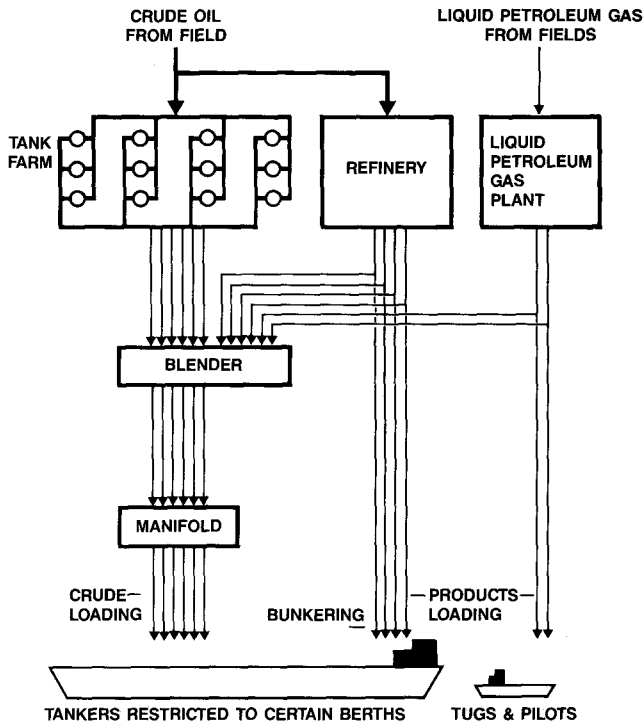 CRUDE OIL
FROM FIELD
LIQUID PETROLEUM GAS
FROM FIELDS
TANK
FARM
REFINERY
LIQUID
PETROLEUM
GAS
PLANT
BLENDER
MANIFOLD
CRUDE
LOADING
BUNKERING
PRODUCTS
LOADING
TANKERS RESTRICTED TO CERTAIN BERTHS
TUGS & PILOTS